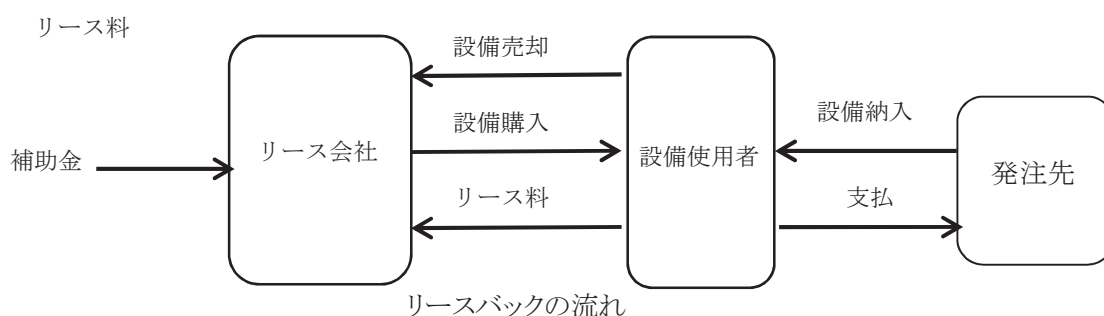 リース料
設備売却
設備納入
設備購入
補助金
リース会社
設備使用者
発注先
リース料
支払
リースバックの流れ